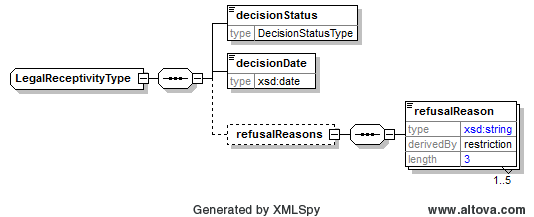 decisionStatus
type DecisionStatusType
decisionDate
type xsd:date
LegalReceptivityType
refusalReason
type xsd:string
derivedBy restriction
length 3
refusalReasons
1..5
Generated by XMLSpy www.altova.com